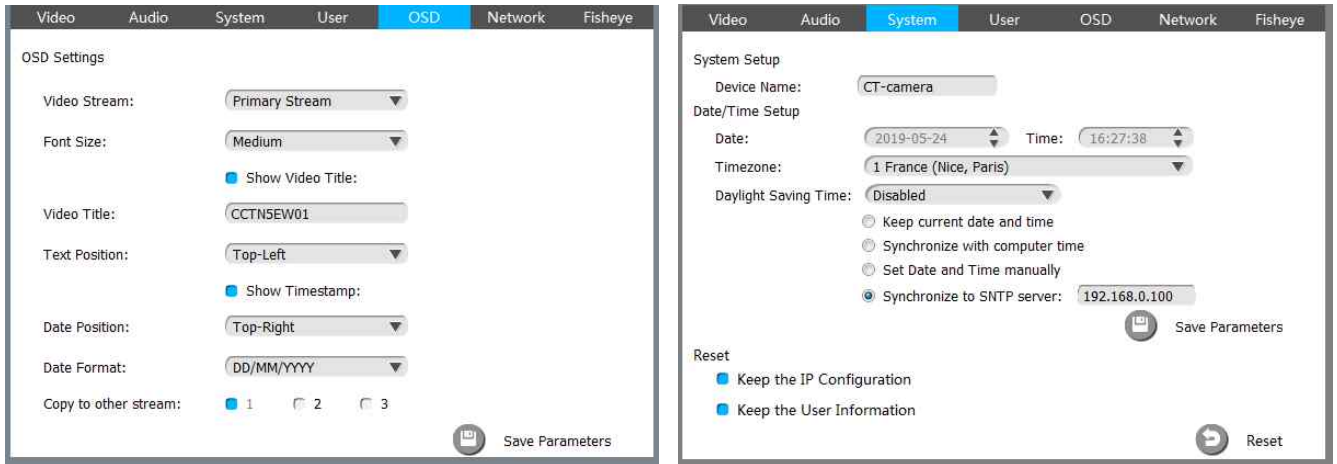 Video Audio System User OSD Network Fisheye
OSD Settings
Video Stream: Primary Stream
Font Size: Medium
Show Video Title:
Video Title: CCTN5EW01
Text Position: Top-Left
Show Timestamp:
Date Position: Top-Right
Date Format: DD/MM/YYYY
Copy to other stream: 1 2 3
Save Parameters
Video Audio System User OSD Network Fisheye
System Setup
Device Name: CT-camera
Date/Time Setup
Date: 2019-05-24 Time: 16:27:38
Timezone: 1 France (Nice, Paris)
Daylight Saving Time: Disabled
Keep current date and time
Synchronize with computer time
Set Date and Time manually
Synchronize to SNTP server: 192.168.0.100
Save Parameters
Reset
Keep the IP Configuration
Keep the User Information
Reset